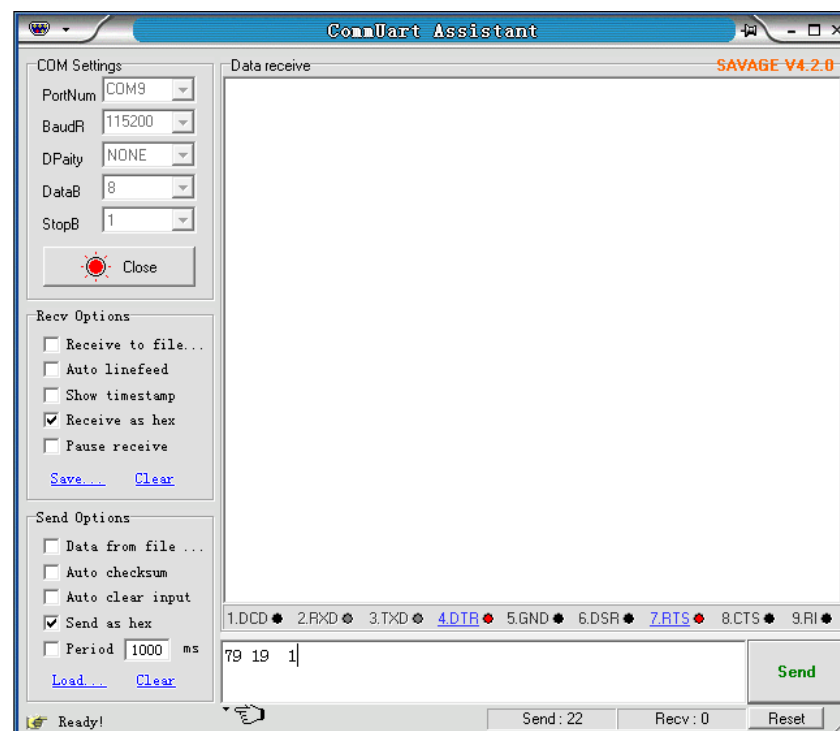 CommUart Assistant
COM Settings
PortNum COM9
BaudR 115200
DPaity NONE
DataB 8
StopB 1
Close
Recv Options
Receive to file...
Auto linefeed
Show timestamp
Receive as hex
Pause receive
Save... Clear
Send Options
Data from file ...
Auto checksum
Auto clear input
Send as hex
Period 1000 ms
Load... Clear
Ready!
Data receive SAVAGE V4.2.0
1.DCD 2.RXD 3.TXD 4.DTR 5.GND 6.DSR 7.RTS 8.CTS 9.RI
79 19  1
Send
Send : 22 Recv : 0 Reset